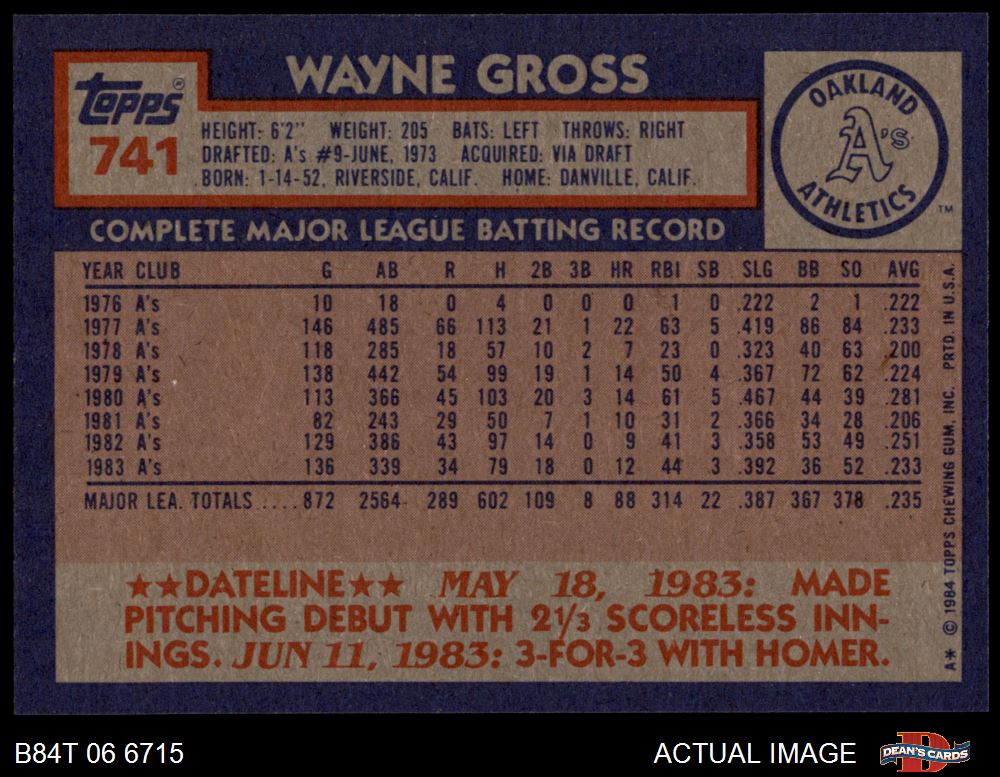 WAYNE GROSS
Topps®
741
HEIGHT: 6'2'' WEIGHT: 205 BATS: LEFT THROWS: RIGHT
DRAFTED: A's #9-JUNE, 1973 ACQUIRED: VIA DRAFT
BORN: 1-14-52, RIVERSIDE, CALIF. HOME: DANVILLE, CALIF.
OAKLAND
A's
ATHLETICS
TM
COMPLETE MAJOR LEAGUE BATTING RECORD
YEAR CLUB G AB R H 2B 3B HR RBI SB SLG BB SO AVG
1976 A's 10 18 0 4 0 0 0 1 0 .222 2 1 .222
1977 A's 146 485 66 113 21 1 22 63 5 .419 86 84 .233
1978 A's 118 285 18 57 10 2 7 23 0 .323 40 63 .200
1979 A's 138 442 54 99 19 1 14 50 4 .367 72 62 .224
1980 A's 113 366 45 103 20 3 14 61 5 .467 44 39 .281
1981 A's 82 243 29 50 7 1 10 31 2 .366 34 28 .206
1982 A's 129 386 43 97 14 0 9 41 3 .358 53 49 .251
1983 A's 136 339 34 79 18 0 12 44 3 .392 36 52 .233
MAJOR LEA. TOTALS ....872 2564 289 602 109 8 88 314 22 .387 367 378 .235
★★DATELINE★★ MAY 18, 1983: MADE
PITCHING DEBUT WITH 2⅓ SCORELESS INN-
INGS. JUN 11, 1983: 3-FOR-3 WITH HOMER.
A* © 1984 TOPPS CHEWING GUM, INC. PRTD. IN U.S.A.
B84T 06 6715
ACTUAL IMAGE
D
DEAN'S CARDS